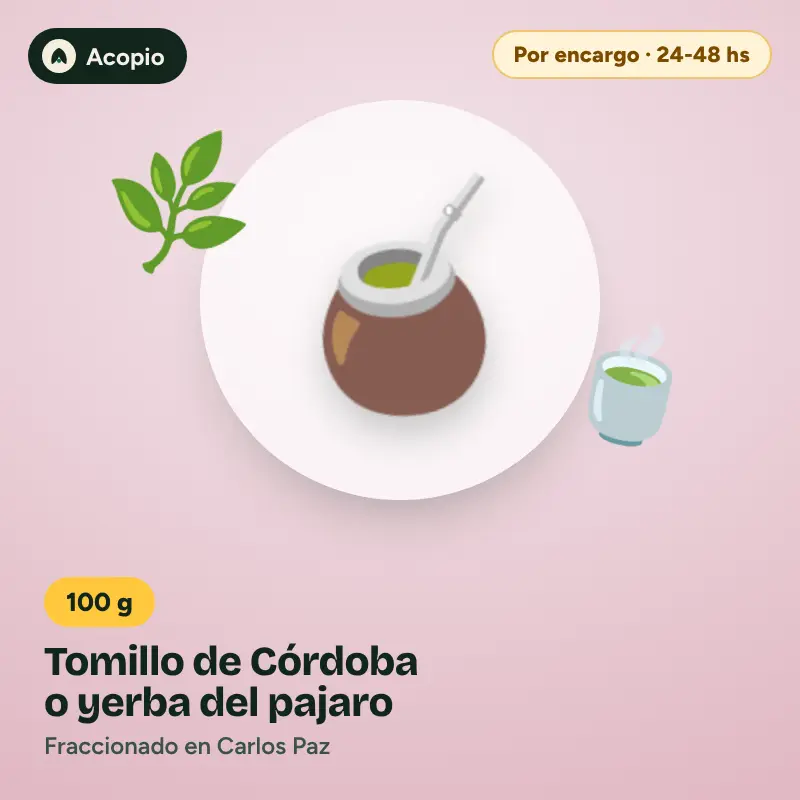 Acopio
Por encargo · 24-48 hs
100 g
Tomillo de Córdoba
o yerba del pajaro
Fraccionado en Carlos Paz